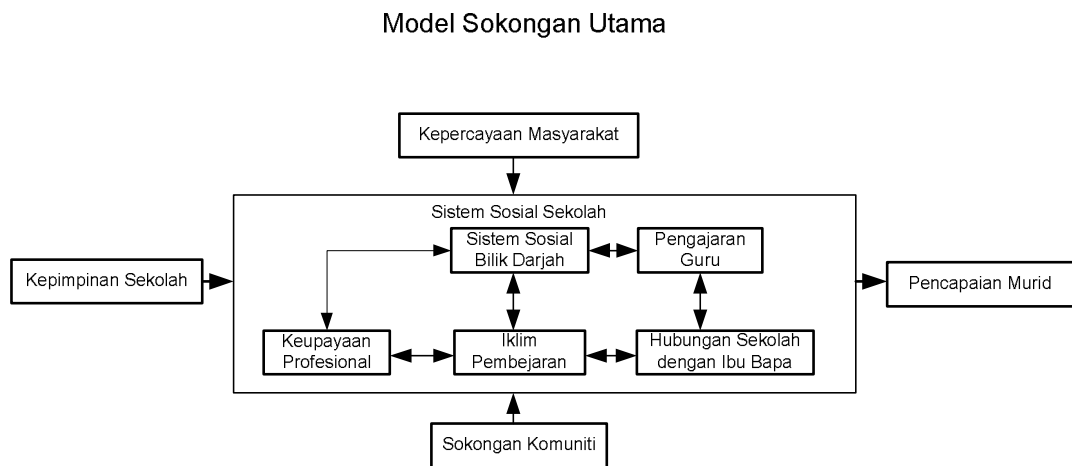 Model Sokongan Utama
Kepercayaan Masyarakat
Sistem Sosial Sekolah
Sistem Sosial
Bilik Darjah
Pengajaran
Guru
Kepimpinan Sekolah
Pencapaian Murid
Keupayaan
Profesional
Iklim
Pembejaran
Hubungan Sekolah
dengan Ibu Bapa
Sokongan Komuniti